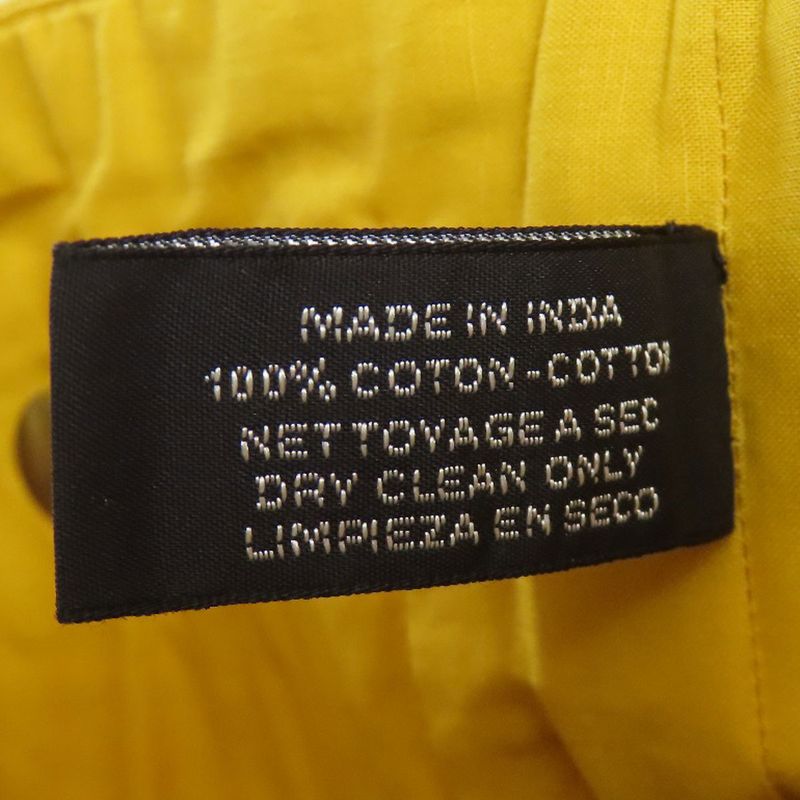 MADE IN INDIA
100% COTON-COTTON
NETTOYAGE A SEC
DRY CLEAN ONLY
LIMPIEZA EN SECO